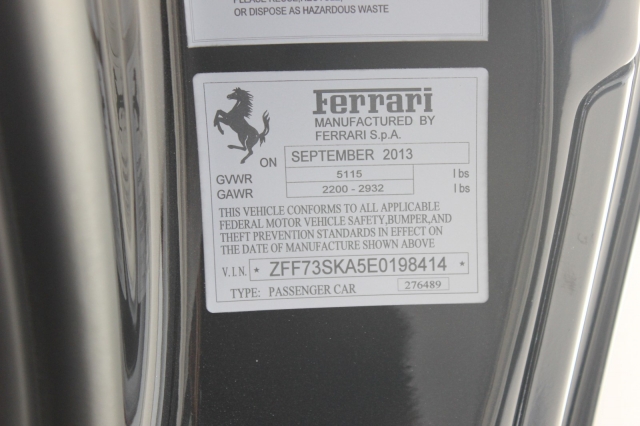 OR DISPOSE AS HAZARDOUS WASTE
Ferrari
MANUFACTURED BY
FERRARI S.p.A.
ON SEPTEMBER 2013
GVWR 5115 lbs
GAWR 2200 - 2932 lbs
THIS VEHICLE CONFORMS TO ALL APPLICABLE
FEDERAL MOTOR VEHICLE SAFETY,BUMPER,AND
THEFT PREVENTION STANDARDS IN EFFECT ON
THE DATE OF MANUFACTURE SHOWN ABOVE
V.I.N. * ZFF73SKA5E0198414 *
TYPE: PASSENGER CAR 276489